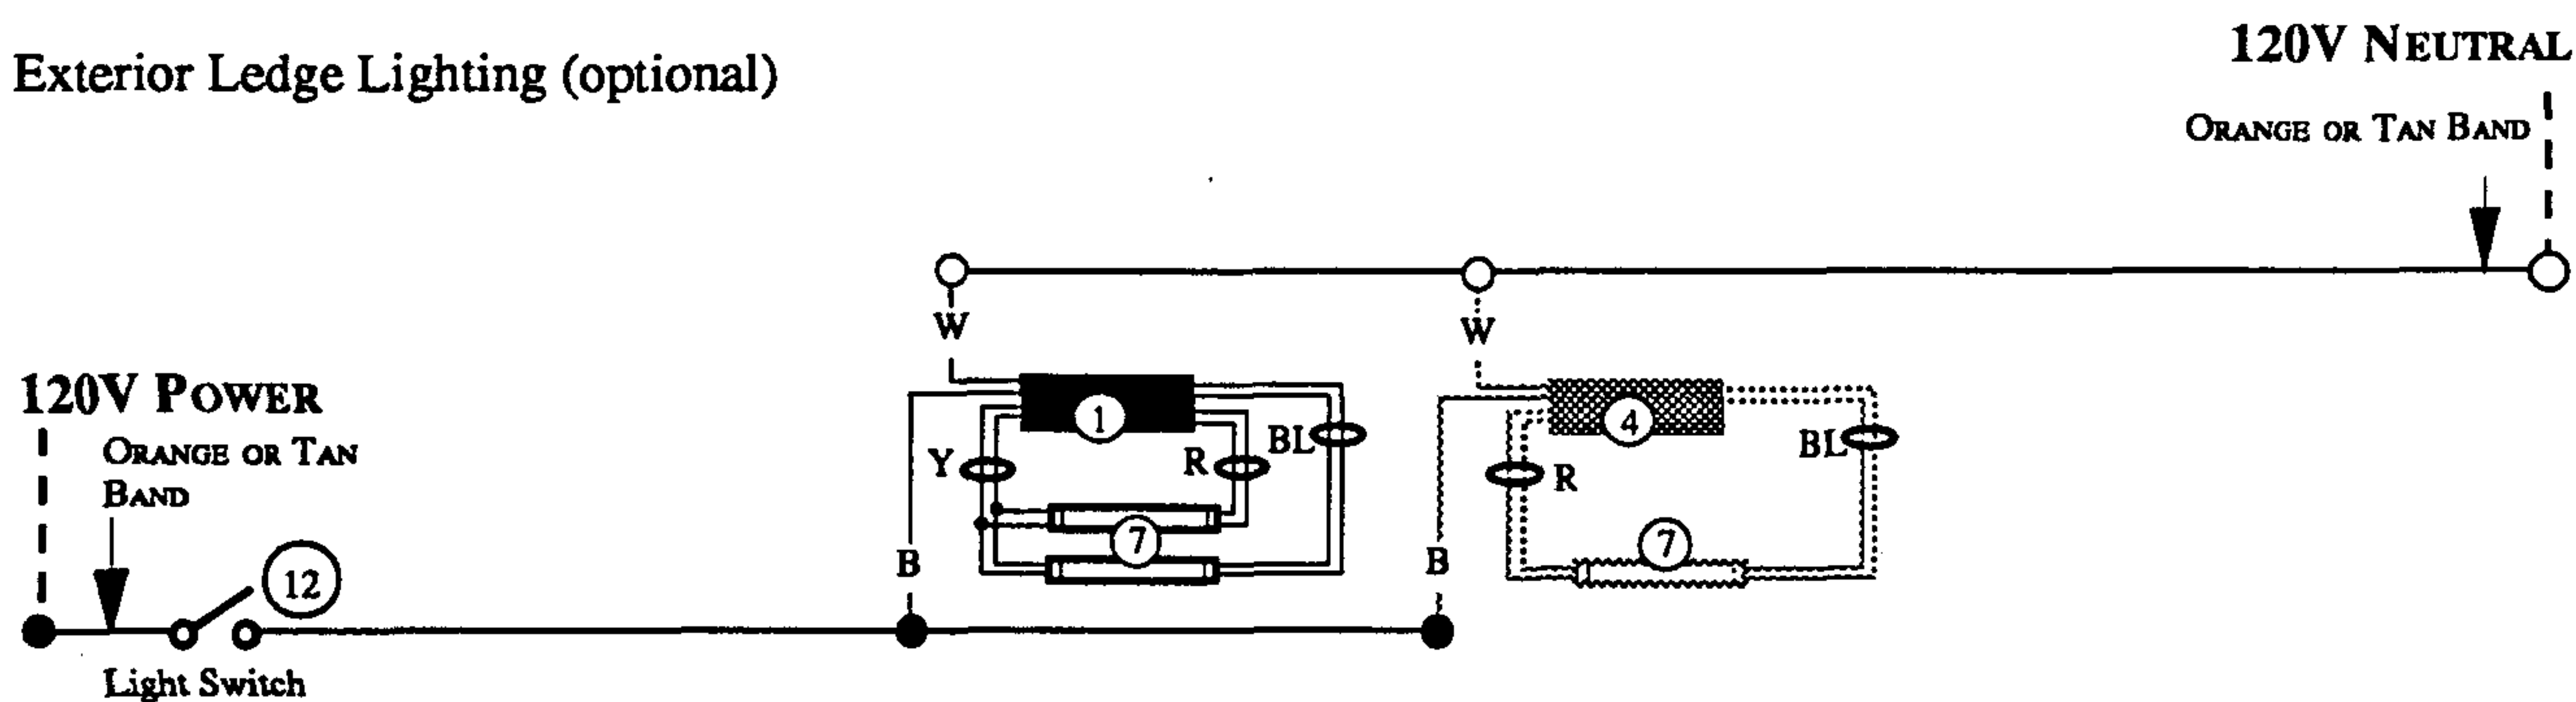 Exterior Ledge Lighting (optional)
120V NEUTRAL
ORANGE OR TAN BAND
120V POWER
ORANGE OR TAN
BAND
12
Light Switch
W
1
Y
R
BL
7
B
W
4
R
BL
7
B